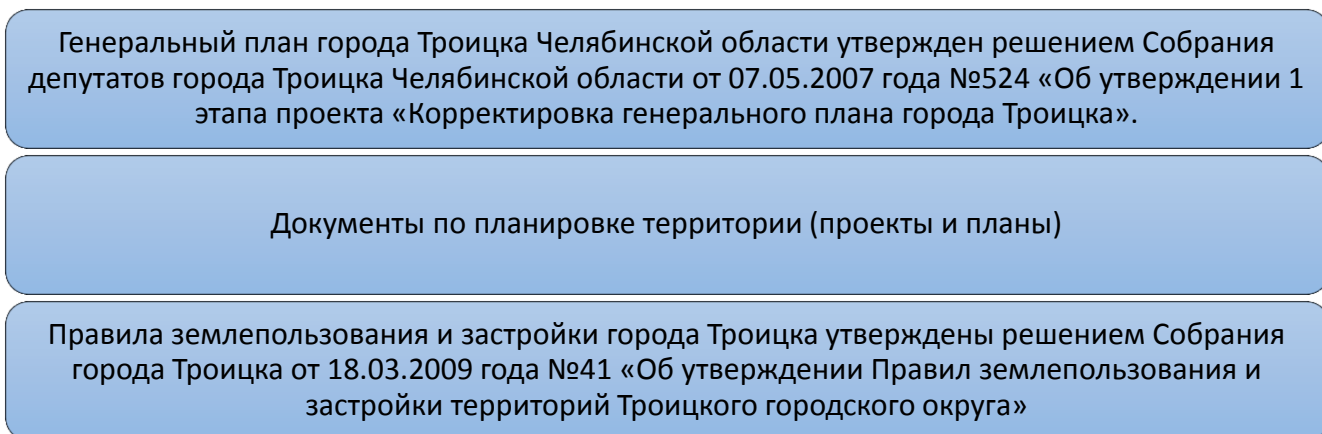 Генеральный план города Троицка Челябинской области утвержден решением Собрания
депутатов города Троицка Челябинской области от 07.05.2007 года №524 «Об утверждении 1
этапа проекта «Корректировка генерального плана города Троицка».
Документы по планировке территории (проекты и планы)
Правила землепользования и застройки города Троицка утверждены решением Собрания
города Троицка от 18.03.2009 года №41 «Об утверждении Правил землепользования и
застройки территорий Троицкого городского округа»